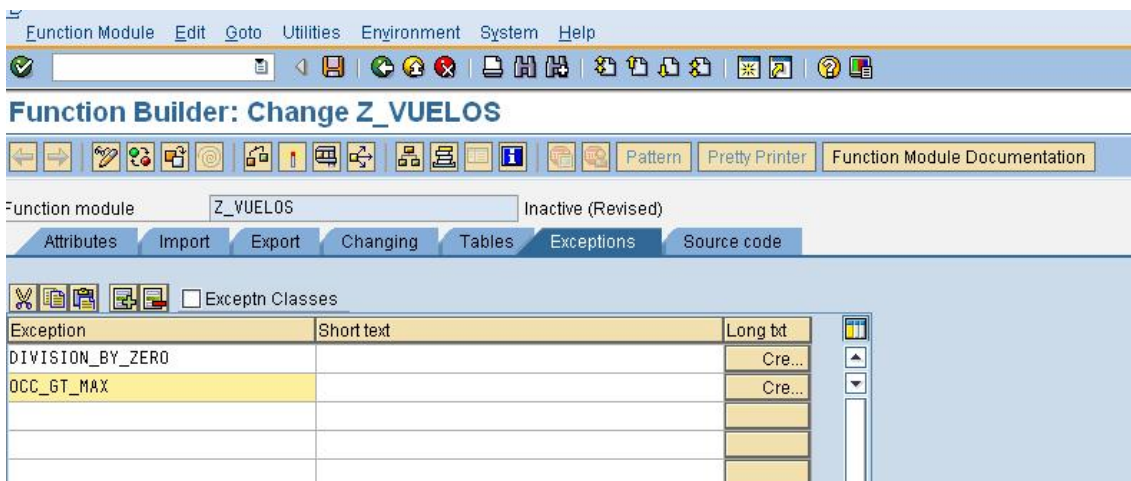 Function Module Edit Goto Utilities Environment System Help
Function Builder: Change Z_VUELOS
Pattern Pretty Printer Function Module Documentation
Function module Z_VUELOS Inactive (Revised)
Attributes Import Export Changing Tables Exceptions Source code
Exceptn Classes
Exception Short text Long txt
DIVISION_BY_ZERO Cre...
OCC_GT_MAX Cre...